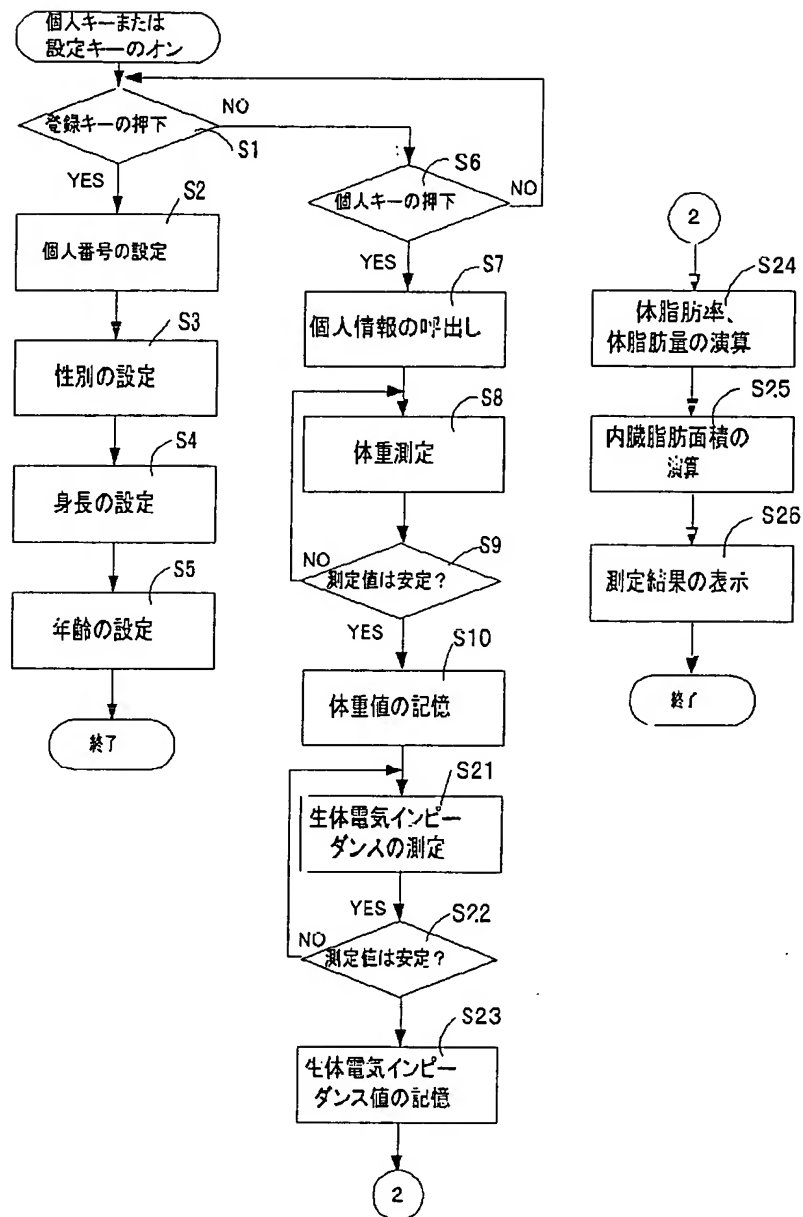 個人キーまたは
設定キーのオン
登録キーの押下
NO
S1
YES
S2
個人番号の設定
S3
性別の設定
S4
身長の設定
S5
年齢の設定
終了
S6
個人キーの押下
NO
YES
S7
個人情報の呼出し
S8
体重測定
S9
NO
測定値は安定?
YES
S10
体重値の記憶
S21
生体電気インピー
ダンスの測定
YES
S22
NO
測定値は安定?
S23
生体電気インピー
ダンス値の記憶
2
2
S24
体脂肪率、
体脂肪量の演算
S25
内臓脂肪面積の
演算
S26
測定結果の表示
終了